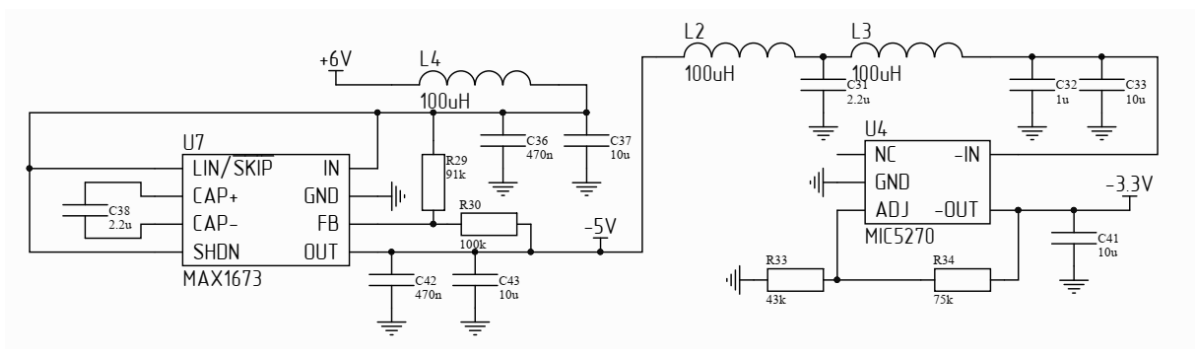 +6V
L4
100uH
L2
100uH
L3
100uH
C31
2.2u
C32
1u
C33
10u
U7
LIN/SKIP
IN
CAP+
GND
CAP-
FB
SHDN
OUT
MAX1673
C38
2.2u
R29
91k
C36
470n
C37
10u
R30
100k
-5V
C42
470n
C43
10u
U4
NC
-IN
GND
ADJ
-OUT
MIC5270
-3.3V
C41
10u
R33
43k
R34
75k